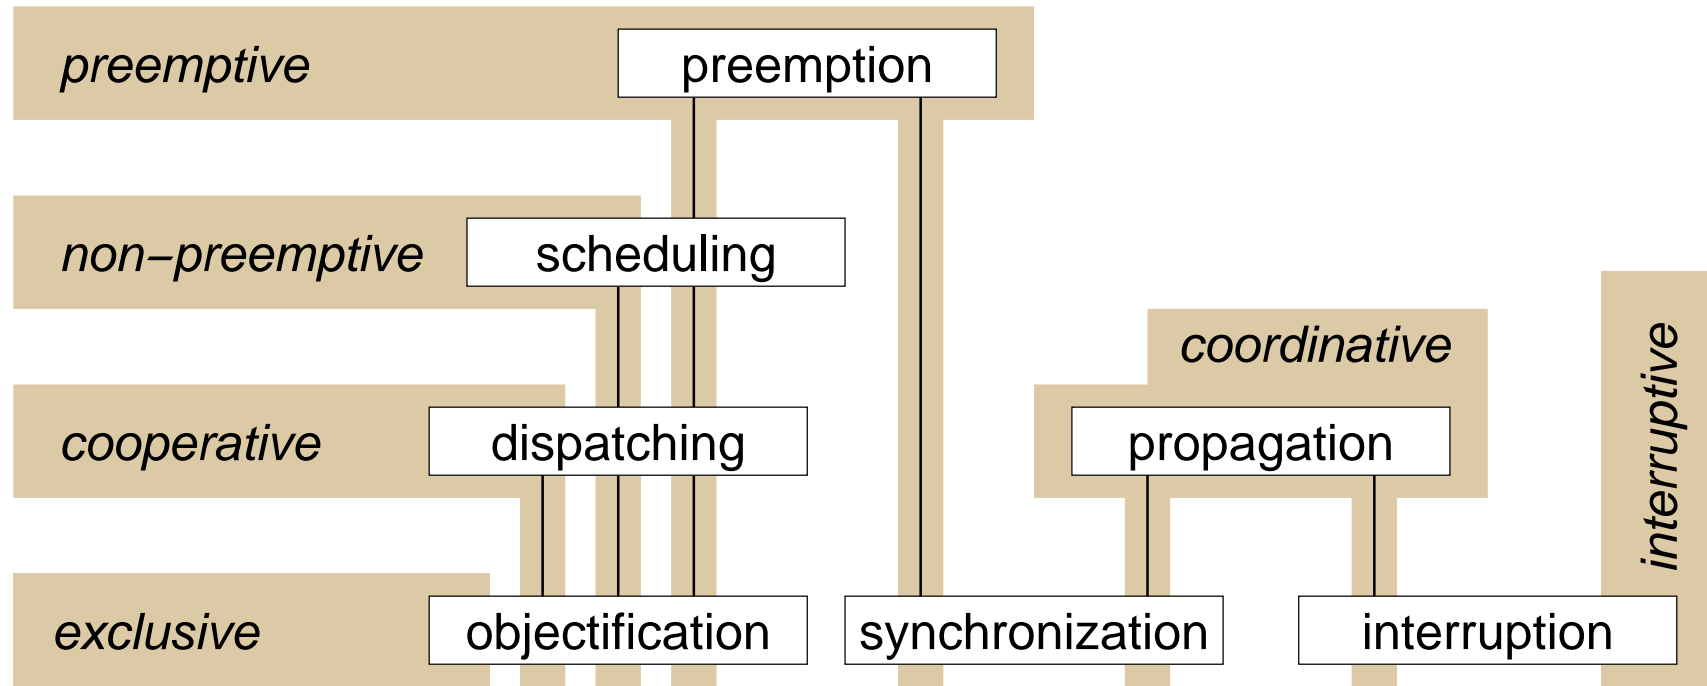 preemptive preemption
non–preemptive scheduling
coordinative
interruptive
cooperative dispatching propagation
exclusive objectification synchronization interruption